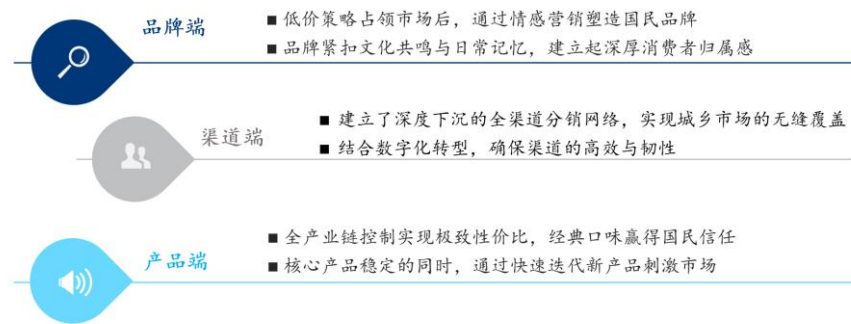 品牌端
■ 低价策略占领市场后，通过情感营销塑造国民品牌
■ 品牌紧扣文化共鸣与日常记忆，建立起深厚消费者归属感
渠道端
■ 建立了深度下沉的全渠道分销网络，实现城乡市场的无缝覆盖
■ 结合数字化转型，确保渠道的高效与韧性
产品端
■ 全产业链控制实现极致性价比，经典口味赢得国民信任
■ 核心产品稳定的同时，通过快速迭代新产品刺激市场